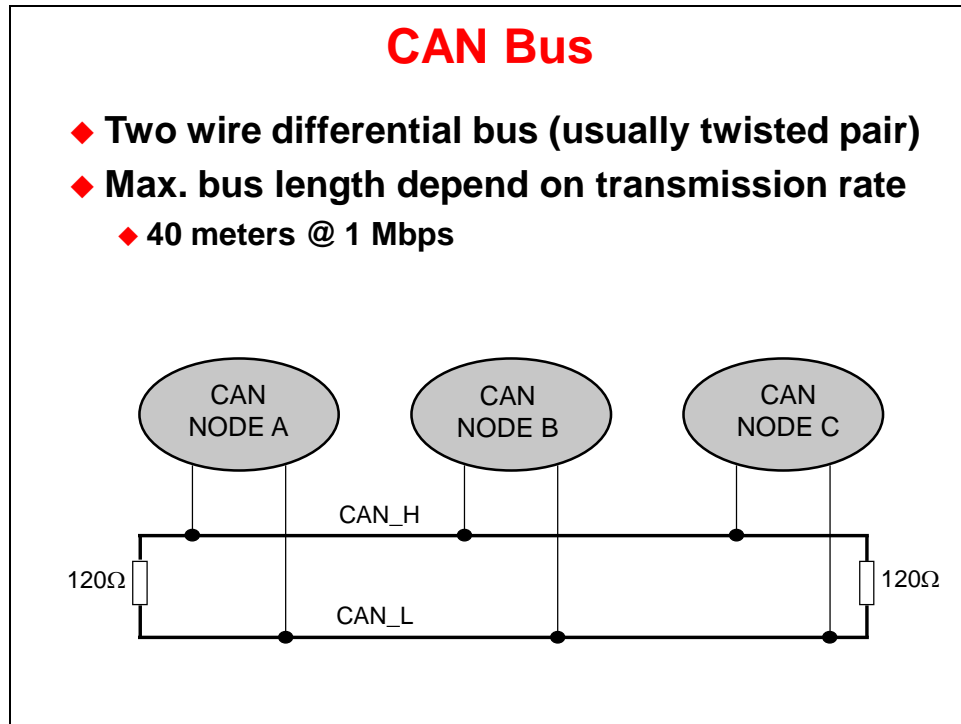 CAN Bus
◆ Two wire differential bus (usually twisted pair)
◆ Max. bus length depend on transmission rate
◆ 40 meters @ 1 Mbps
CAN
NODE A
CAN
NODE B
CAN
NODE C
CAN_H
120Ω
120Ω
CAN_L